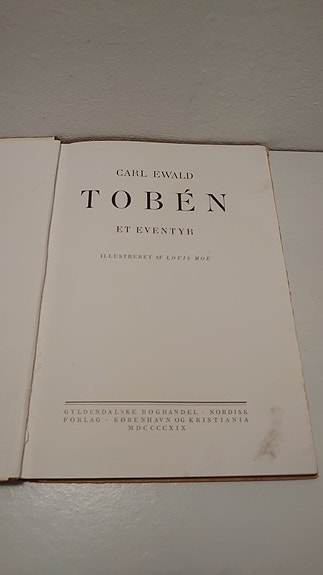 CARL EWALD
TOBÉN
ET EVENTYR
ILLUSTRERET AF LOUIS MOE
GYLDENDALSKE BOGHANDEL - NORDISK
FORLAG - KØBENHAVN OG KRISTIANIA
MDCCCCXIX